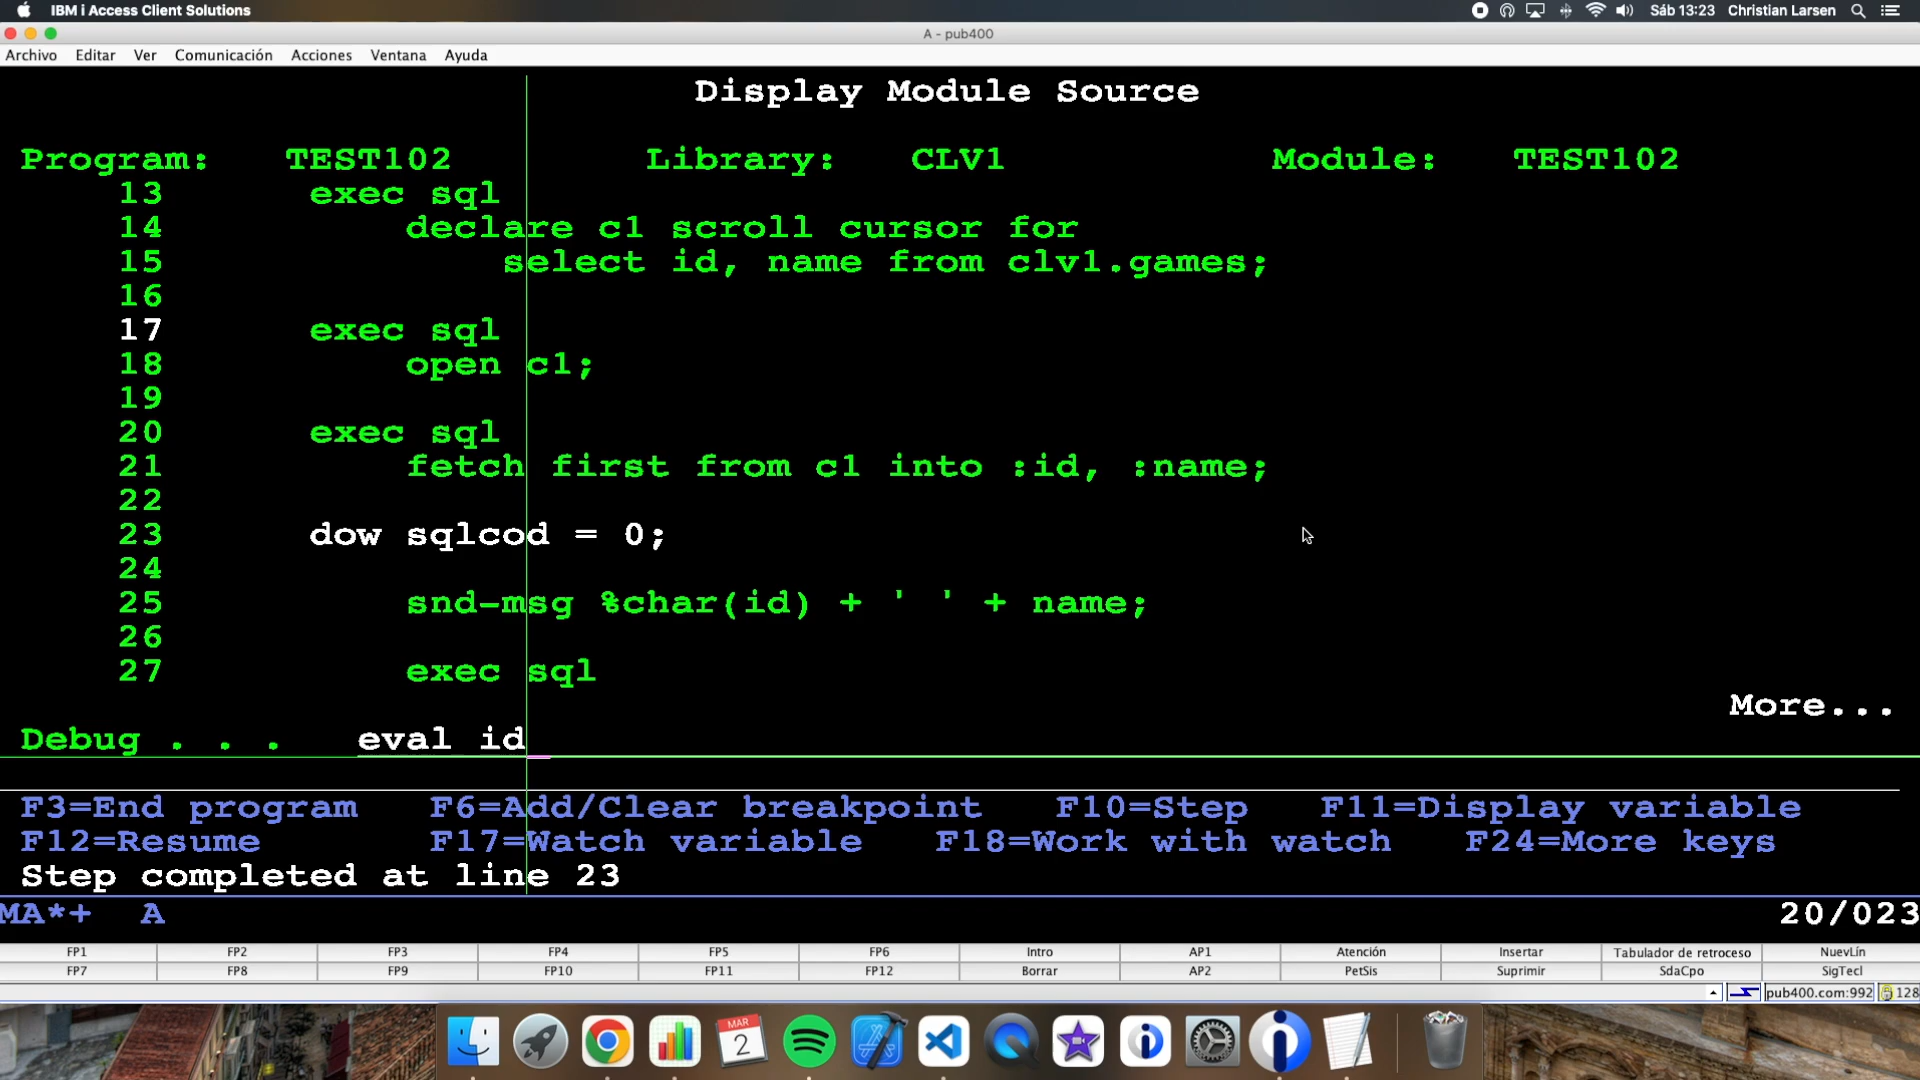 IBM i Access Client Solutions
Sáb 13:23 Christian Larsen
A - pub400
Archivo Editar Ver Comunicación Acciones Ventana Ayuda
Display Module Source
Program: TEST102 Library: CLV1 Module: TEST102
13 exec sql
14 declare c1 scroll cursor for
15 select id, name from clv1.games;
16
17 exec sql
18 open c1;
19
20 exec sql
21 fetch first from c1 into :id, :name;
22
23 dow sqlcod = 0;
24
25 snd-msg %char(id) + ' ' + name;
26
27 exec sql
More...
Debug . . . eval id_
F3=End program F6=Add/Clear breakpoint F10=Step F11=Display variable
F12=Resume F17=Watch variable F18=Work with watch F24=More keys
Step completed at line 23
MA*+ A 20/023
FP1 FP2 FP3 FP4 FP5 FP6 Intro AP1 Atención Insertar Tabulador de retroceso NuevLín
FP7 FP8 FP9 FP10 FP11 FP12 Borrar AP2 PetSis Suprimir SdaCpo SigTecl
pub400.com:992 128
MAR
2